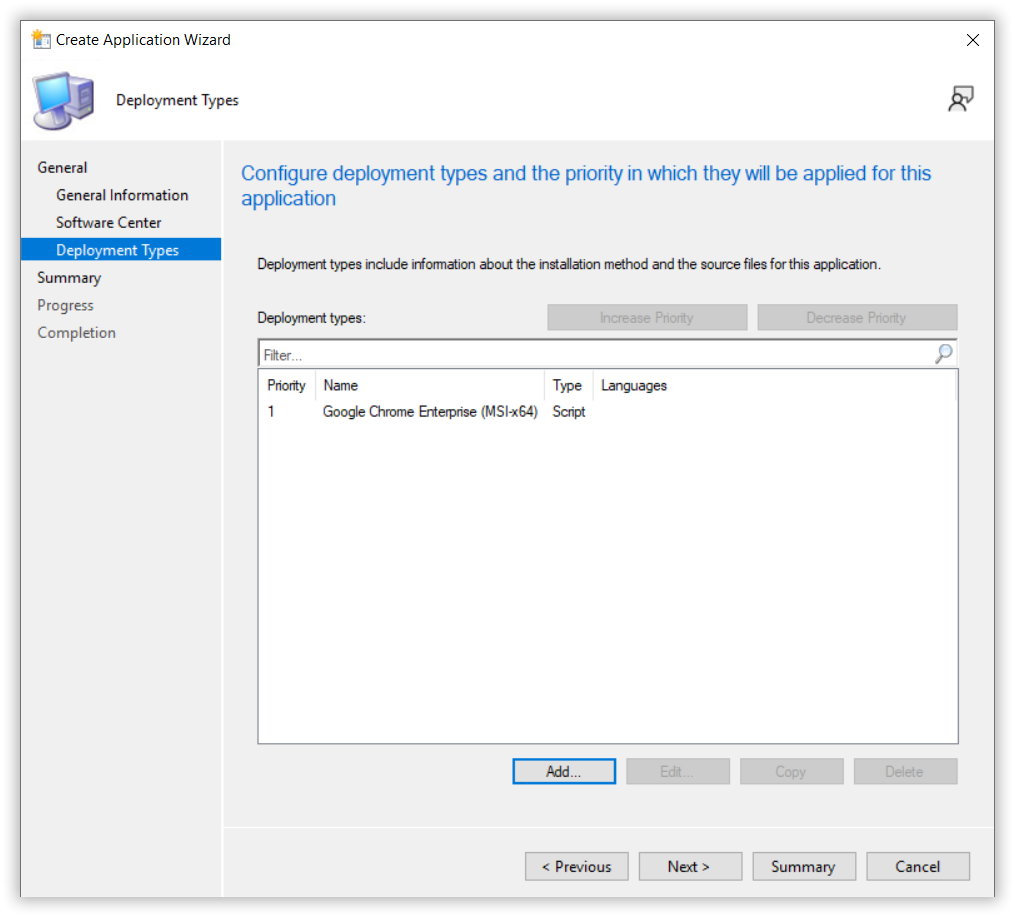 Create Application Wizard
Deployment Types
General
General Information
Software Center
Deployment Types
Summary
Progress
Completion
Configure deployment types and the priority in which they will be applied for this
application
Deployment types include information about the installation method and the source files for this application.
Deployment types: Increase Priority Decrease Priority
Filter...
Priority Name Type Languages
1 Google Chrome Enterprise (MSI-x64) Script
Add... Edit... Copy Delete
< Previous Next > Summary Cancel